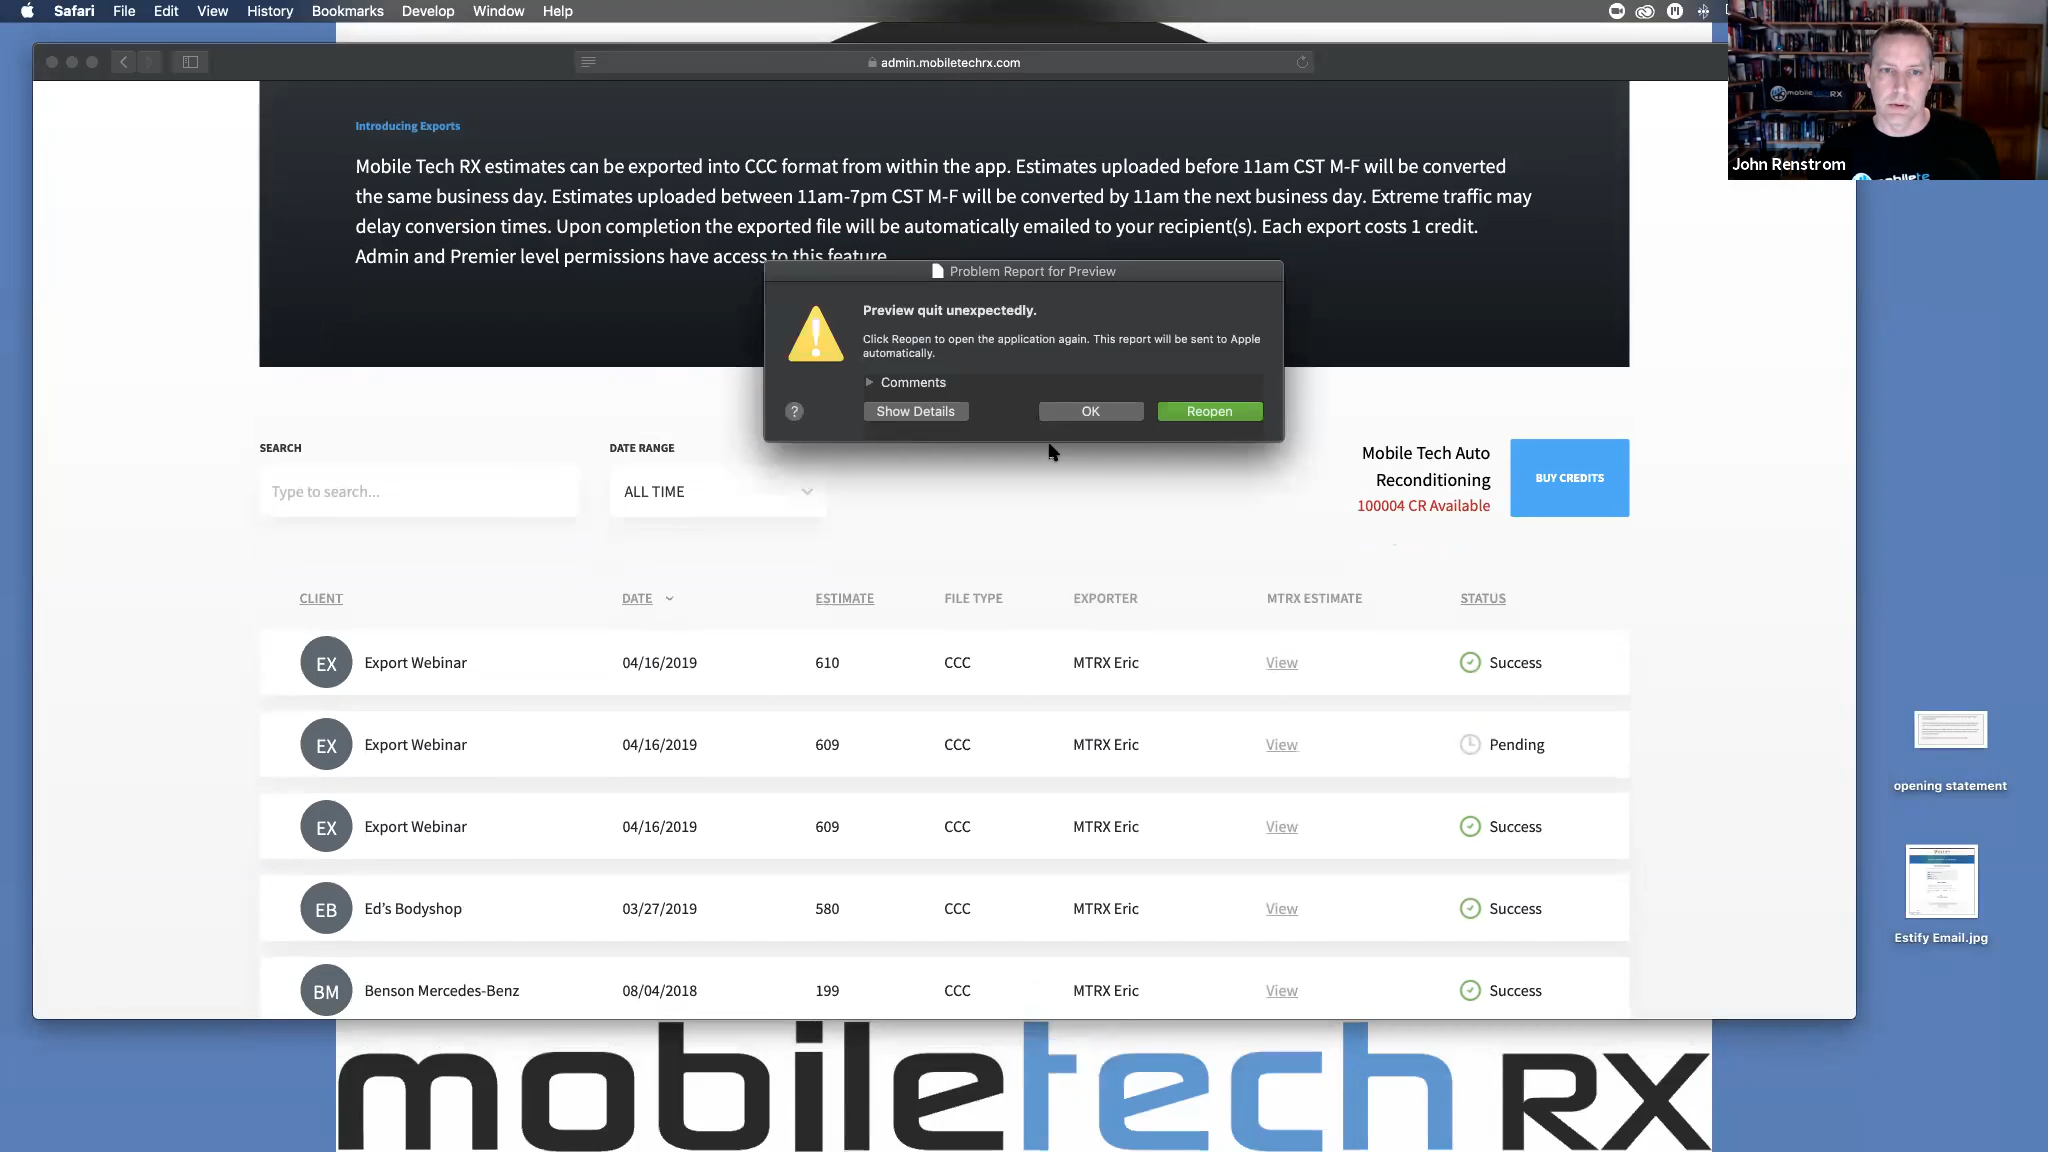 Safari File Edit View History Bookmarks Develop Window Help
admin.mobiletechrx.com
mobiletechRX
John Renstrom
mobilete
Introducing Exports
Mobile Tech RX estimates can be exported into CCC format from within the app. Estimates uploaded before 11am CST M-F will be converted
the same business day. Estimates uploaded between 11am-7pm CST M-F will be converted by 11am the next business day. Extreme traffic may
delay conversion times. Upon completion the exported file will be automatically emailed to your recipient(s). Each export costs 1 credit.
Admin and Premier level permissions have access to this feature
Problem Report for Preview
Preview quit unexpectedly.
Click Reopen to open the application again. This report will be sent to Apple
automatically.
Comments
? Show Details OK Reopen
SEARCH
Type to search...
DATE RANGE
ALL TIME
Mobile Tech Auto
Reconditioning
100004 CR Available
BUY CREDITS
CLIENT DATE ESTIMATE FILE TYPE EXPORTER MTRX ESTIMATE STATUS
EX Export Webinar 04/16/2019 610 CCC MTRX Eric View Success
EX Export Webinar 04/16/2019 609 CCC MTRX Eric View Pending
EX Export Webinar 04/16/2019 609 CCC MTRX Eric View Success
EB Ed's Bodyshop 03/27/2019 580 CCC MTRX Eric View Success
BM Benson Mercedes-Benz 08/04/2018 199 CCC MTRX Eric View Success
opening statement
Estify Email.jpg
mobiletech RX